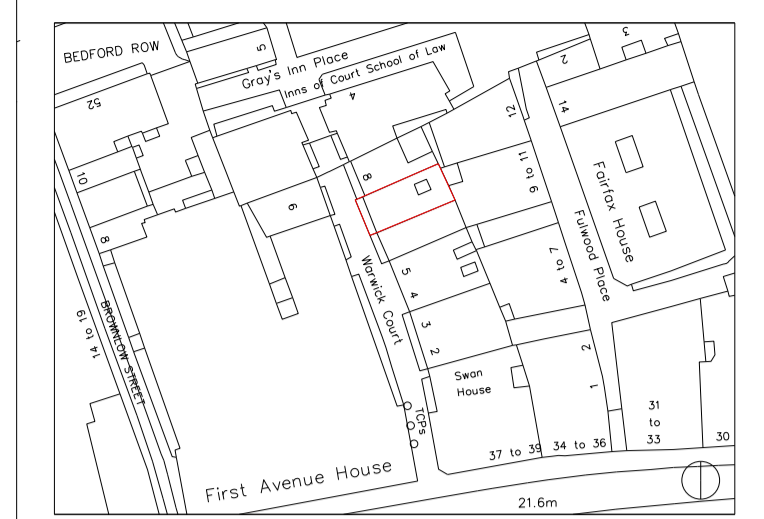 BEDFORD ROW
5
Gray's Inn Place
Inns of Court School of Law
3
2
52
4
12
14
10
8
11 to 9
Fairfax House
6
8
Fulwood Place
Warwick Court
5
4
7 to 4
14 to 19
BROWNLOW STREET
3
2
2
Swan
House
1
TCPs
31
to
33
37 to 39
34 to 36
30
First Avenue House
21.6m